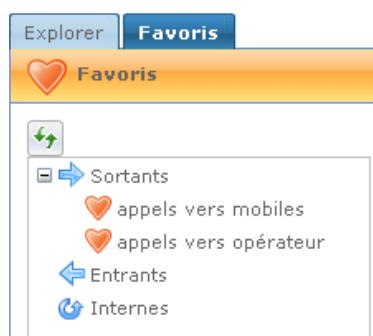 Explorer Favoris
Favoris
Sortants
appels vers mobiles
appels vers opérateur
Entrants
Internes